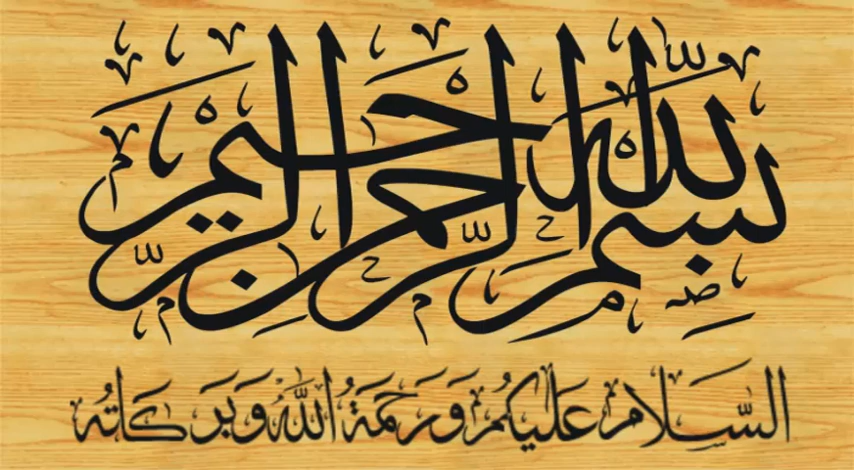 بِسْمِ اللّٰهِ الرَّحْمٰنِ الرَّحِيْمِ
السَّلَامُ عَلَيْكُمْ وَرَحْمَةُ اللّٰهِ وَبَرَكَاتُهُ